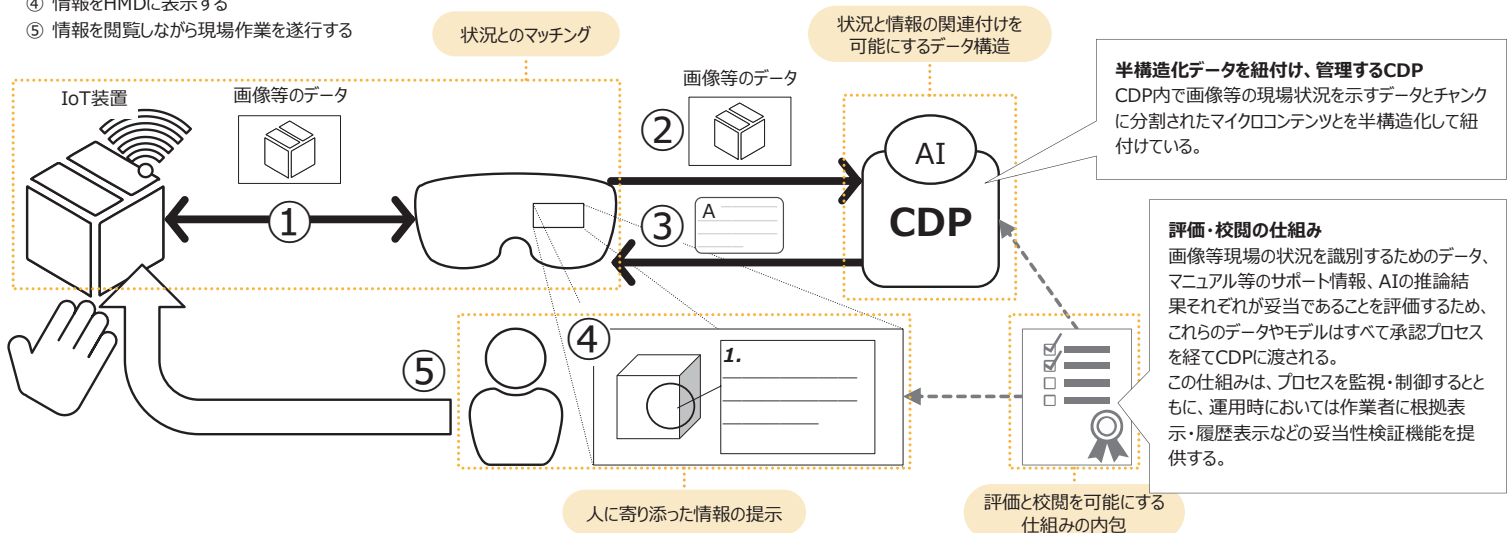 ④ 情報をHMDに表示する
⑤ 情報を閲覧しながら現場作業を遂行する
状況とのマッチング
状況と情報の関連付けを
可能にするデータ構造
IoT装置
画像等のデータ
①
画像等のデータ
②
③
A
AI
CDP
半構造化データを紐付け、管理するCDP
CDP内で画像等の現場状況を示すデータとチャンク
に分割されたマイクロコンテンツとを半構造化して紐
付けている。
評価・校閲の仕組み
画像等現場の状況を識別するためのデータ、
マニュアル等のサポート情報、AIの推論結
果それぞれが妥当であることを評価するため、
これらのデータやモデルはすべて承認プロセス
を経てCDPに渡される。
この仕組みは、プロセスを監視・制御するとと
もに、運用時においては作業者に根拠表
示・履歴表示などの妥当性検証機能を提
供する。
④
1.
⑤
人に寄り添った情報の提示
評価と校閲を可能にする
仕組みの内包